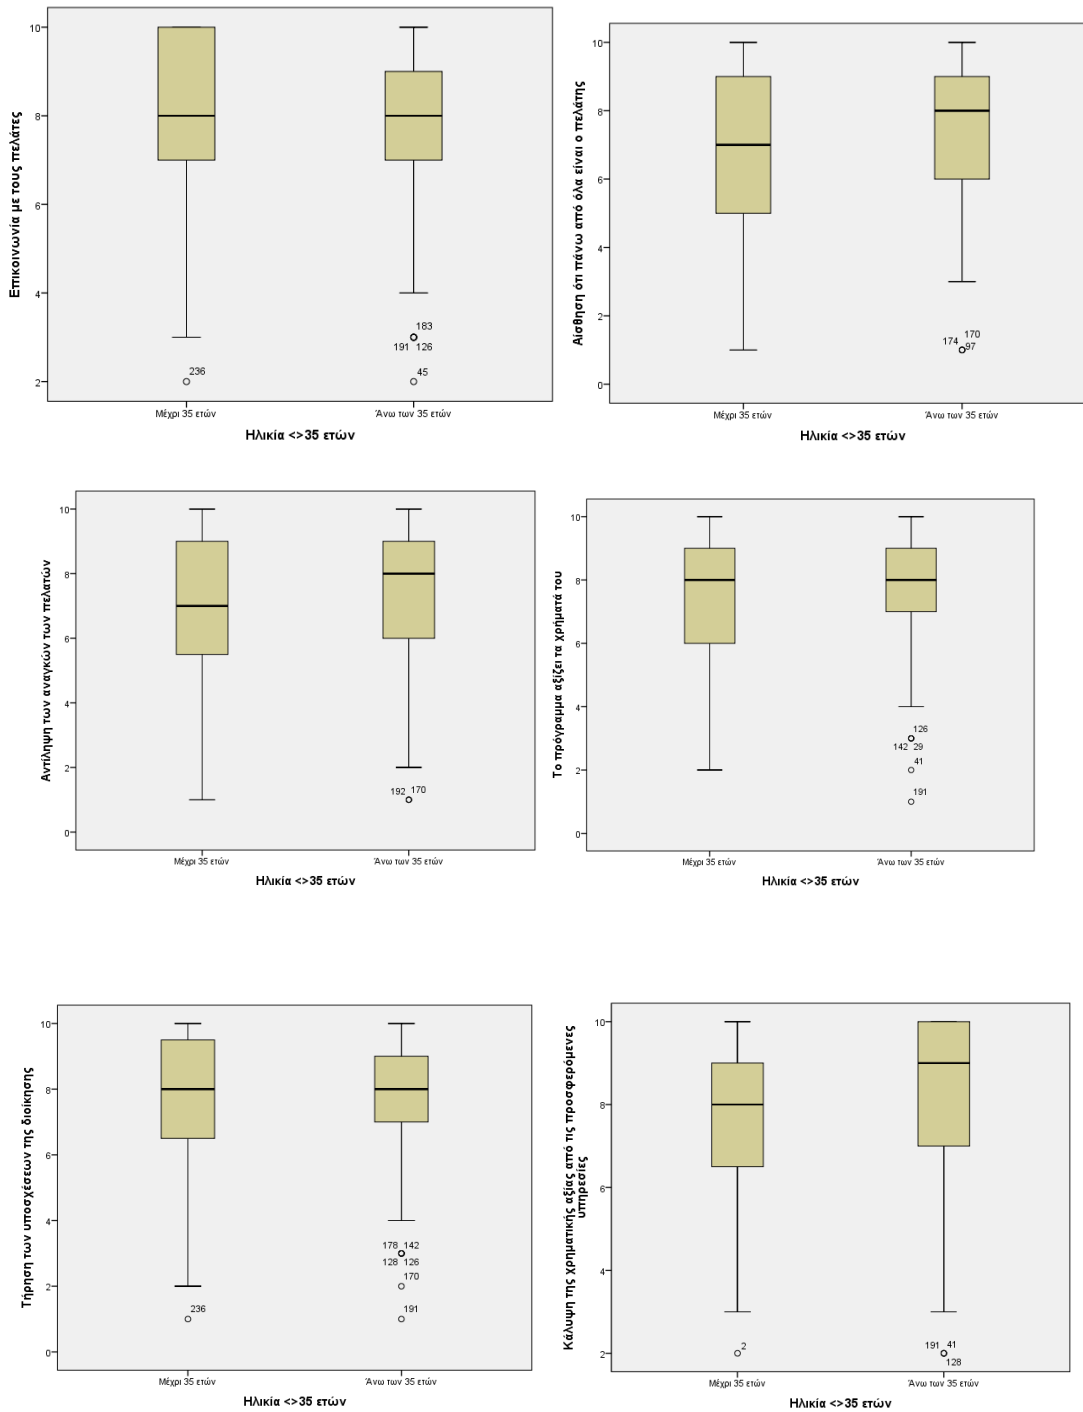 Επικοινωνία με τους πελάτες
10
8
6
4
2
236
183
191 126
45
Μέχρι 35 ετών
Άνω των 35 ετών
Ηλικία <>35 ετών
Αίσθηση ότι πάνω από όλα είναι ο πελάτης
10
8
6
4
2
0
174 170
97
Μέχρι 35 ετών
Άνω των 35 ετών
Ηλικία <>35 ετών
Αντίληψη των αναγκών των πελατών
10
8
6
4
2
0
192 170
Μέχρι 35 ετών
Άνω των 35 ετών
Ηλικία <>35 ετών
Το πρόγραμμα αξίζει τα χρήματά του
10
8
6
4
2
0
126
142 29
41
191
Μέχρι 35 ετών
Άνω των 35 ετών
Ηλικία <>35 ετών
Τήρηση των υποσχέσεων της διοίκησης
10
8
6
4
2
0
236
178 142
128 126
170
191
Μέχρι 35 ετών
Άνω των 35 ετών
Ηλικία <>35 ετών
Κάλυψη της χρηματικής αξίας από τις προσφερόμενες
υπηρεσίες
10
8
6
4
2
2
191 41
128
Μέχρι 35 ετών
Άνω των 35 ετών
Ηλικία <>35 ετών